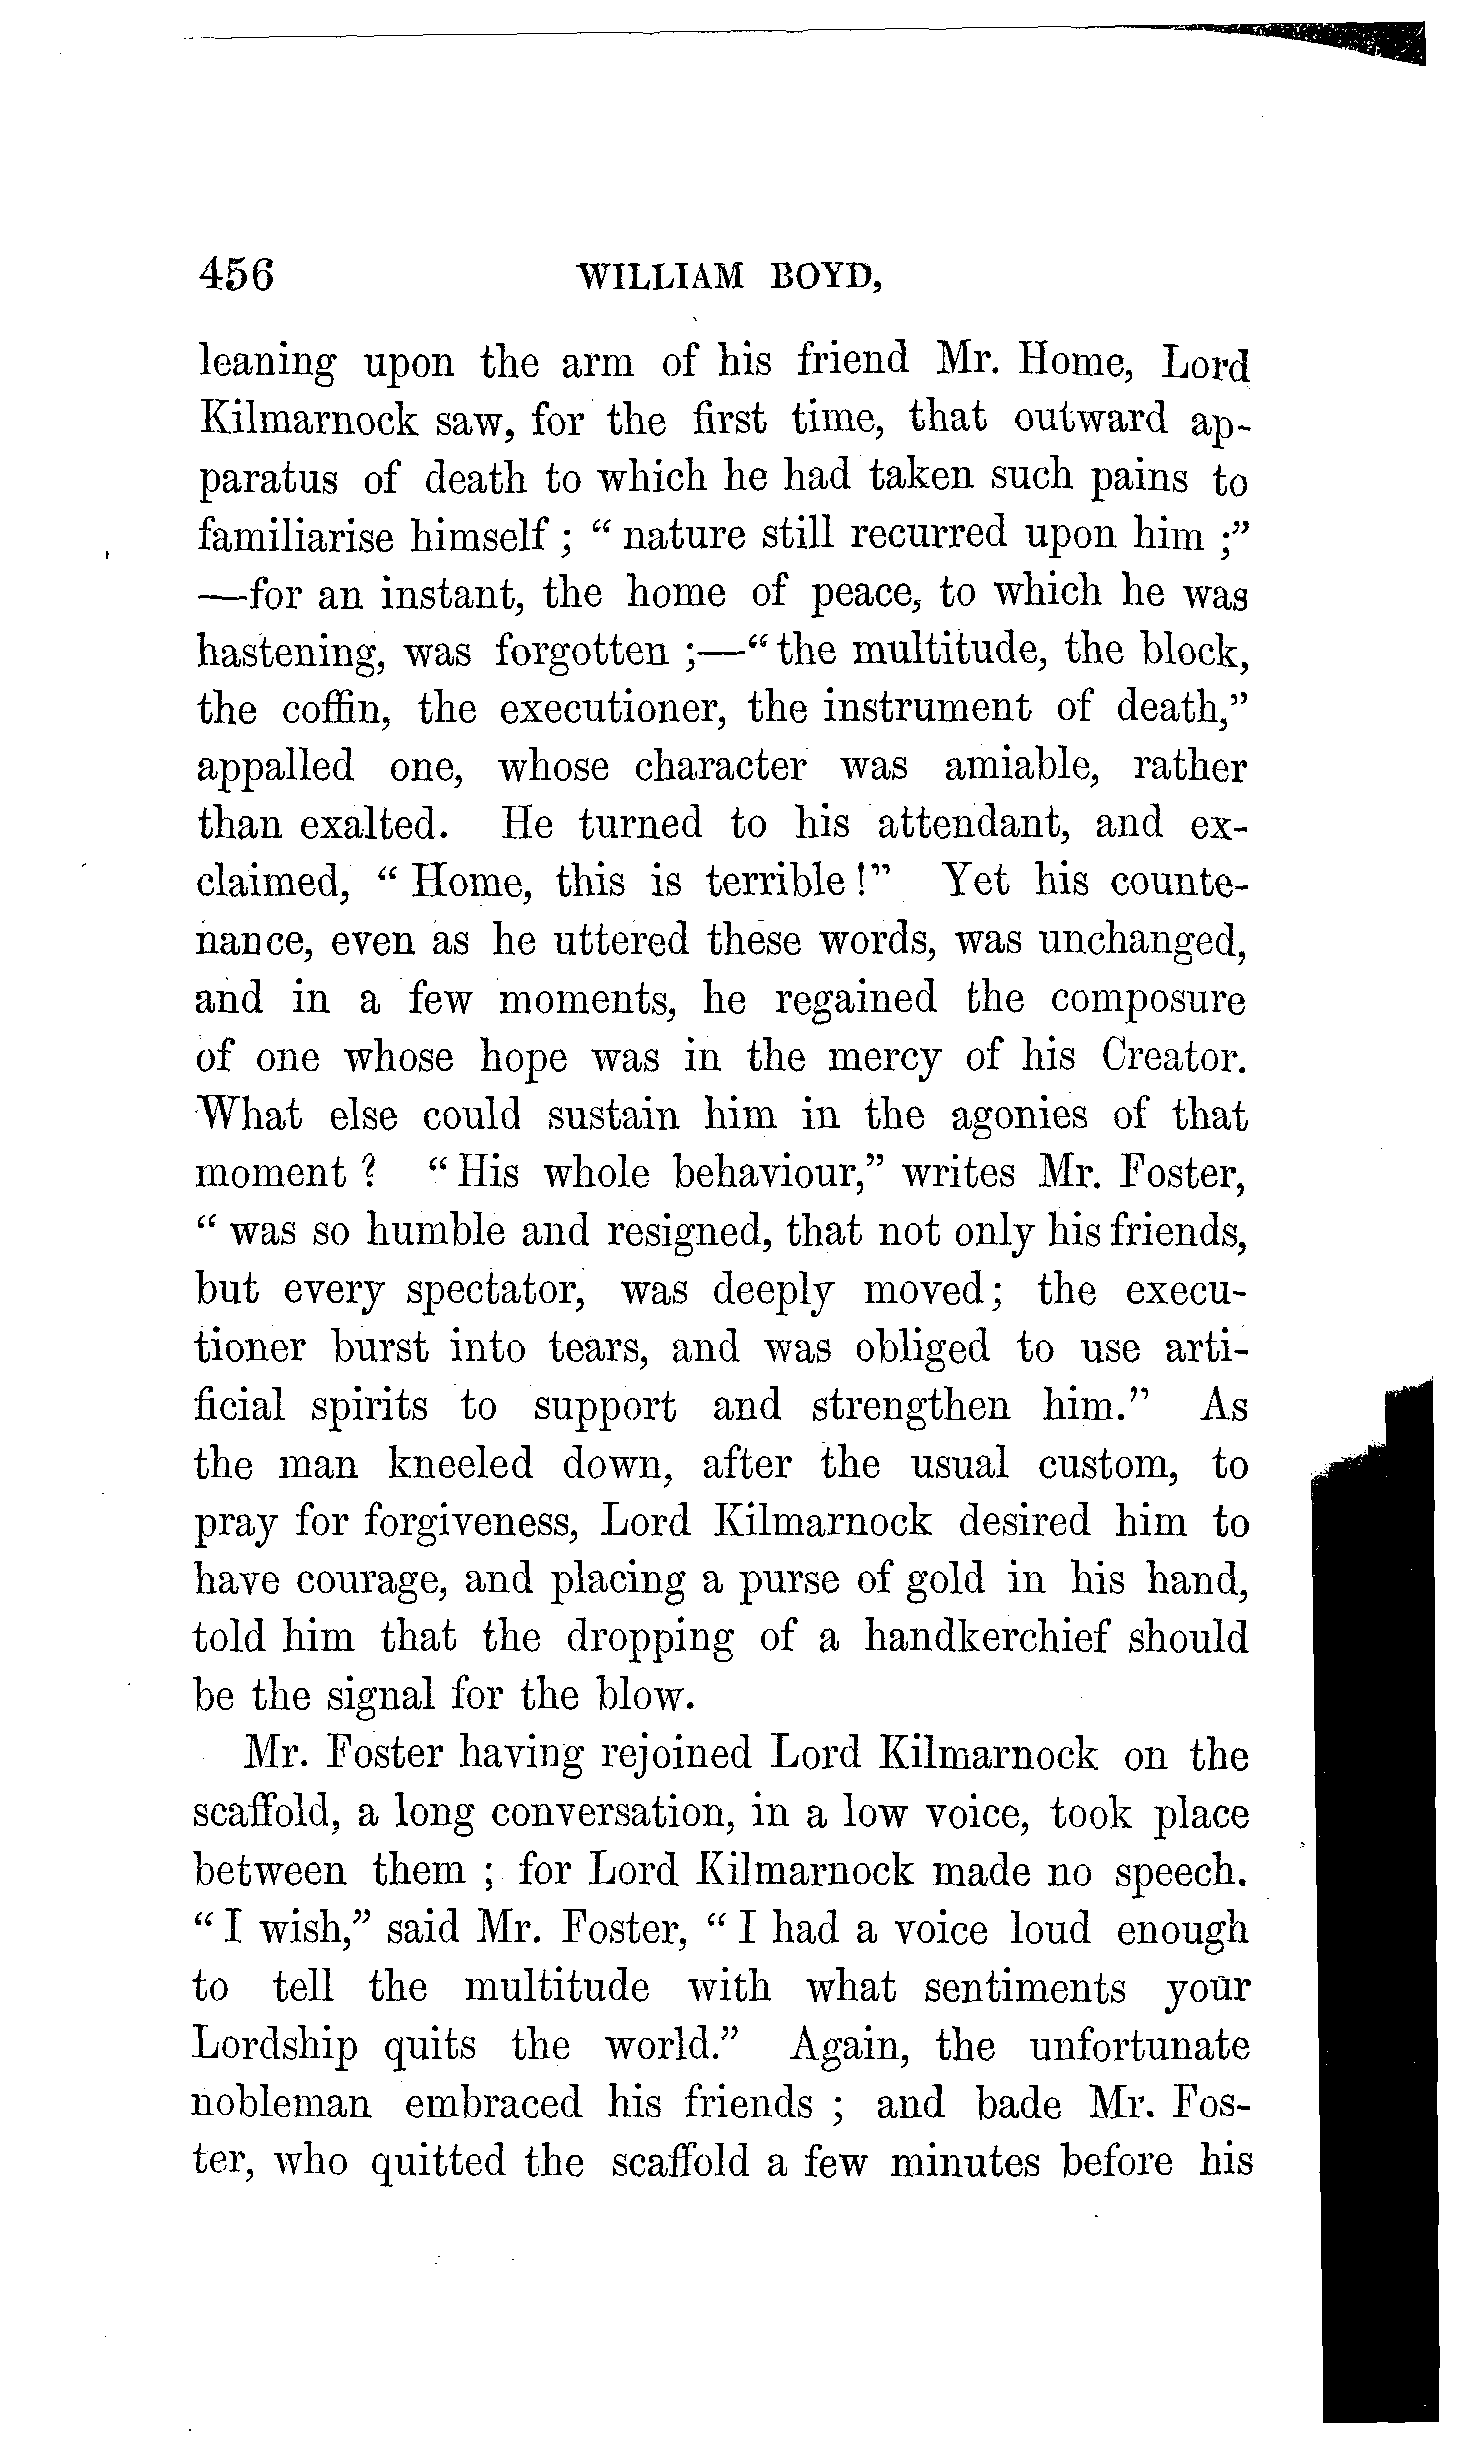 456 WILLIAM BOYD,
leaning upon the arm of his friend Mr. Home, Lord
Kilmarnock saw, for the first time, that outward ap-
paratus of death to which he had taken such pains to
familiarise himself ; “ nature still recurred upon him ;”
—for an instant, the home of peace, to which he was
hastening, was forgotten ;—“ the multitude, the block,
the coffin, the executioner, the instrument of death,”
appalled one, whose character was amiable, rather
than exalted. He turned to his attendant, and ex-
claimed, “ Home, this is terrible !” Yet his counte-
nance, even as he uttered these words, was unchanged,
and in a few moments, he regained the composure
of one whose hope was in the mercy of his Creator.
What else could sustain him in the agonies of that
moment ? “ His whole behaviour,” writes Mr. Foster,
“ was so humble and resigned, that not only his friends,
but every spectator, was deeply moved; the execu-
tioner burst into tears, and was obliged to use arti-
ficial spirits to support and strengthen him.” As
the man kneeled down, after the usual custom, to
pray for forgiveness, Lord Kilmarnock desired him to
have courage, and placing a purse of gold in his hand,
told him that the dropping of a handkerchief should
be the signal for the blow.
Mr. Foster having rejoined Lord Kilmarnock on the
scaffold, a long conversation, in a low voice, took place
between them ; for Lord Kilmarnock made no speech.
“ I wish,” said Mr. Foster, “ I had a voice loud enough
to tell the multitude with what sentiments your
Lordship quits the world.” Again, the unfortunate
nobleman embraced his friends ; and bade Mr. Fos-
ter, who quitted the scaffold a few minutes before his